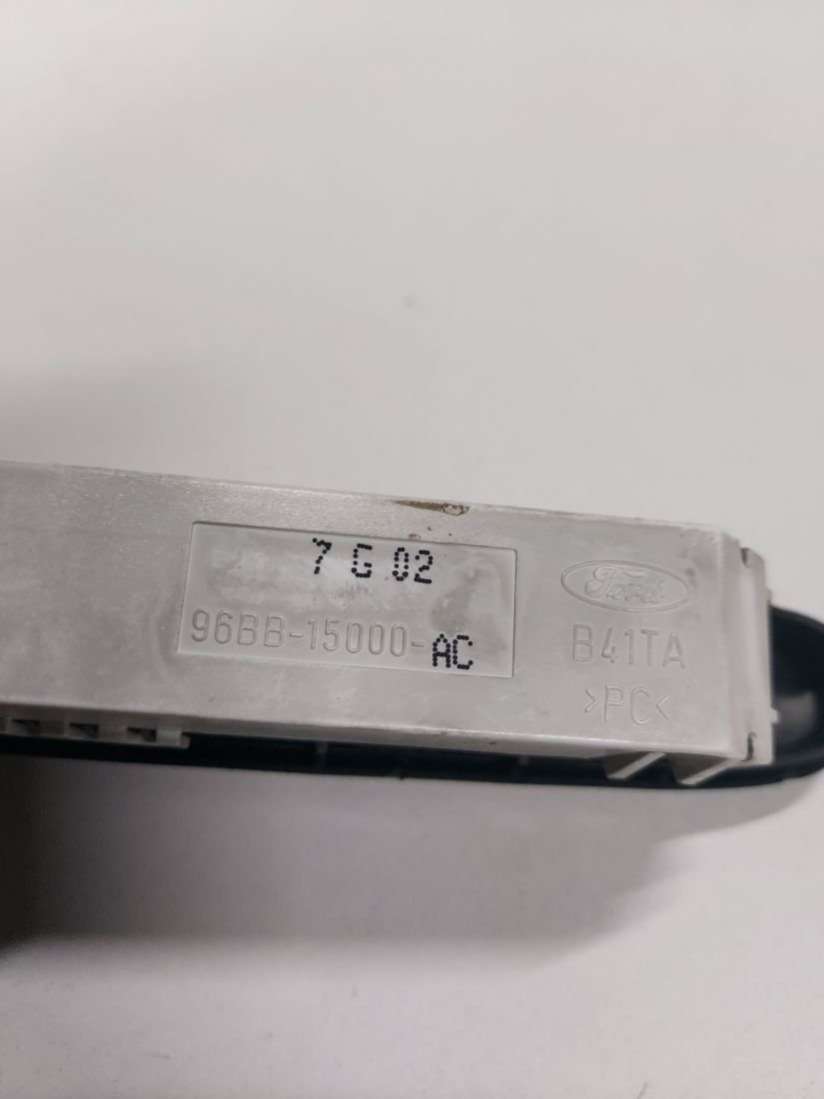 7 G 02
96BB-15000-AC
Ford
B41TA
>PC<